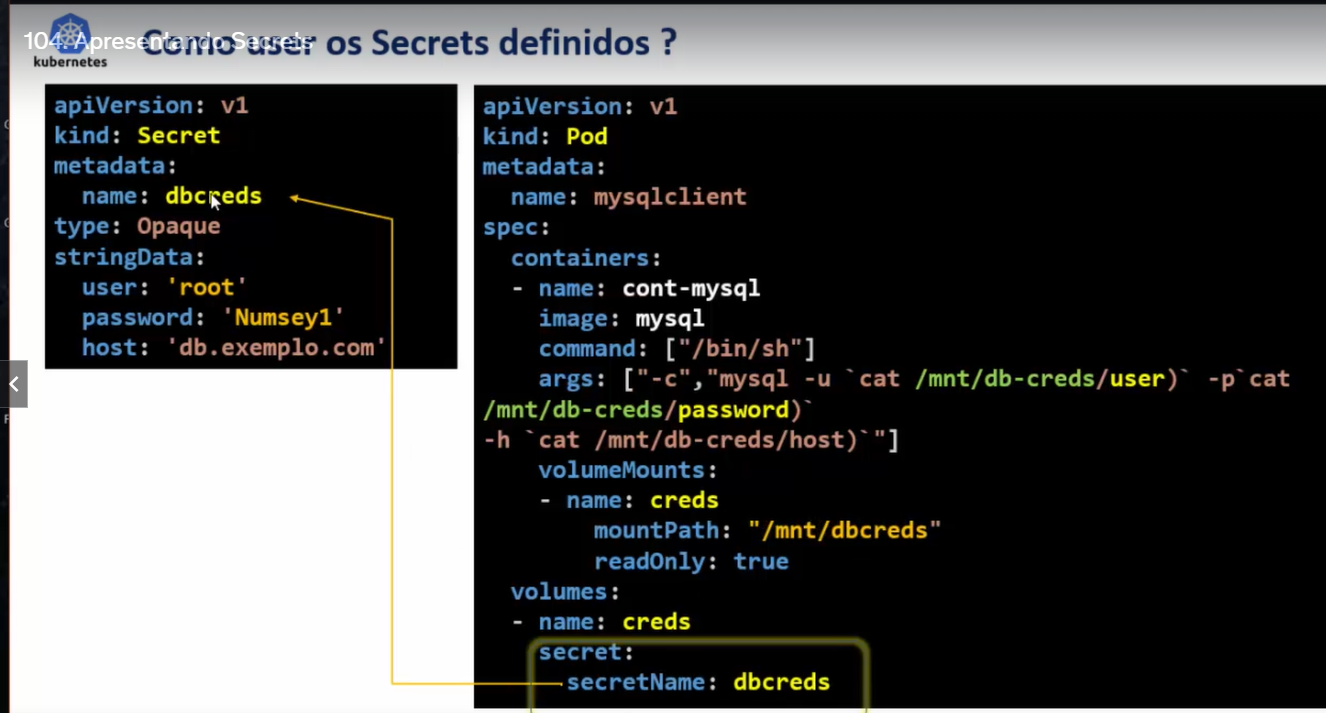 104. Apresentando Secrets
Como user os Secrets definidos ?
kubernetes
apiVersion: v1
kind: Secret
metadata:
  name: dbcreds
type: Opaque
stringData:
  user: 'root'
  password: 'Numsey1'
  host: 'db.exemplo.com'
apiVersion: v1
kind: Pod
metadata:
  name: mysqlclient
spec:
  containers:
  - name: cont-mysql
    image: mysql
    command: ["/bin/sh"]
    args: ["-c","mysql -u `cat /mnt/db-creds/user)` -p`cat
/mnt/db-creds/password)`
-h `cat /mnt/db-creds/host)`"]
    volumeMounts:
    - name: creds
        mountPath: "/mnt/dbcreds"
        readOnly: true
  volumes:
  - name: creds
    secret:
      secretName: dbcreds